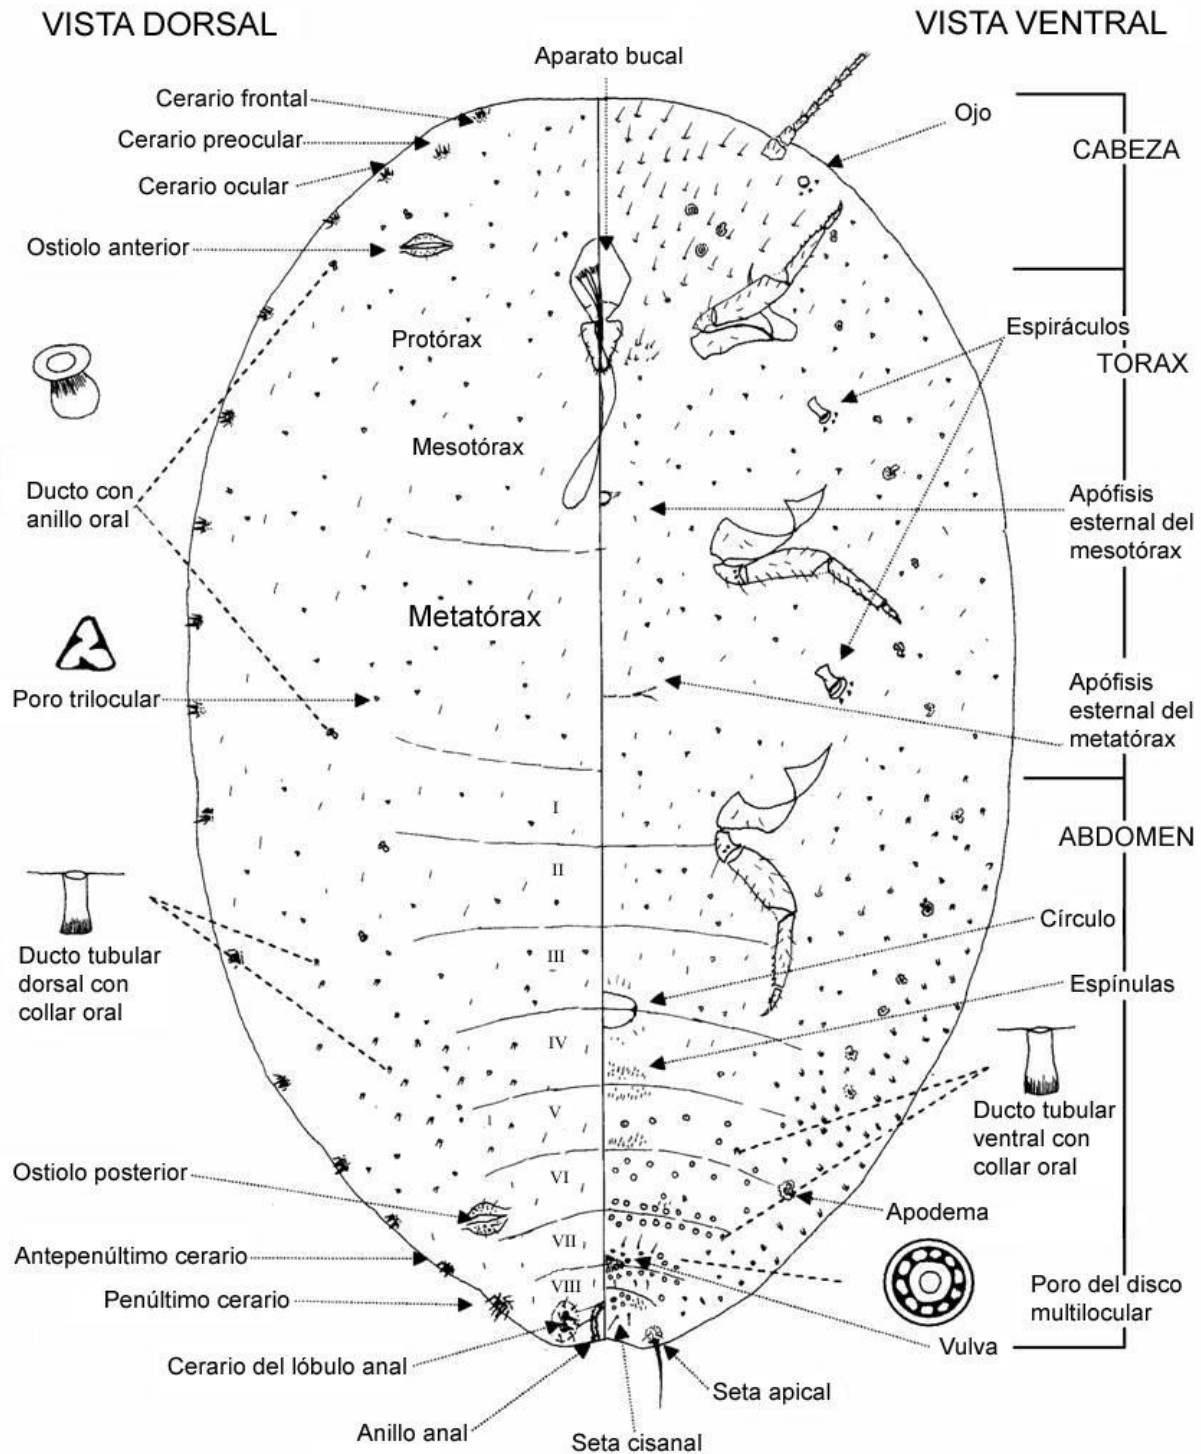 VISTA DORSAL
VISTA VENTRAL
Aparato bucal
Cerario frontal
Cerario preocular
Cerario ocular
Ostiolo anterior
Ojo
CABEZA
Protórax
Espiráculos
TORAX
Mesotórax
Ducto con
anillo oral
Apófisis
esternal del
mesotórax
Metatórax
Poro trilocular
Apófisis
esternal del
metatórax
I
ABDOMEN
II
Ducto tubular
dorsal con
collar oral
III
Círculo
Espínulas
IV
V
Ducto tubular
ventral con
collar oral
Ostiolo posterior
VI
Apodema
VII
Antepenúltimo cerario
VIII
Penúltimo cerario
Poro del disco
multilocular
Vulva
Cerario del lóbulo anal
Seta apical
Anillo anal
Seta cisanal